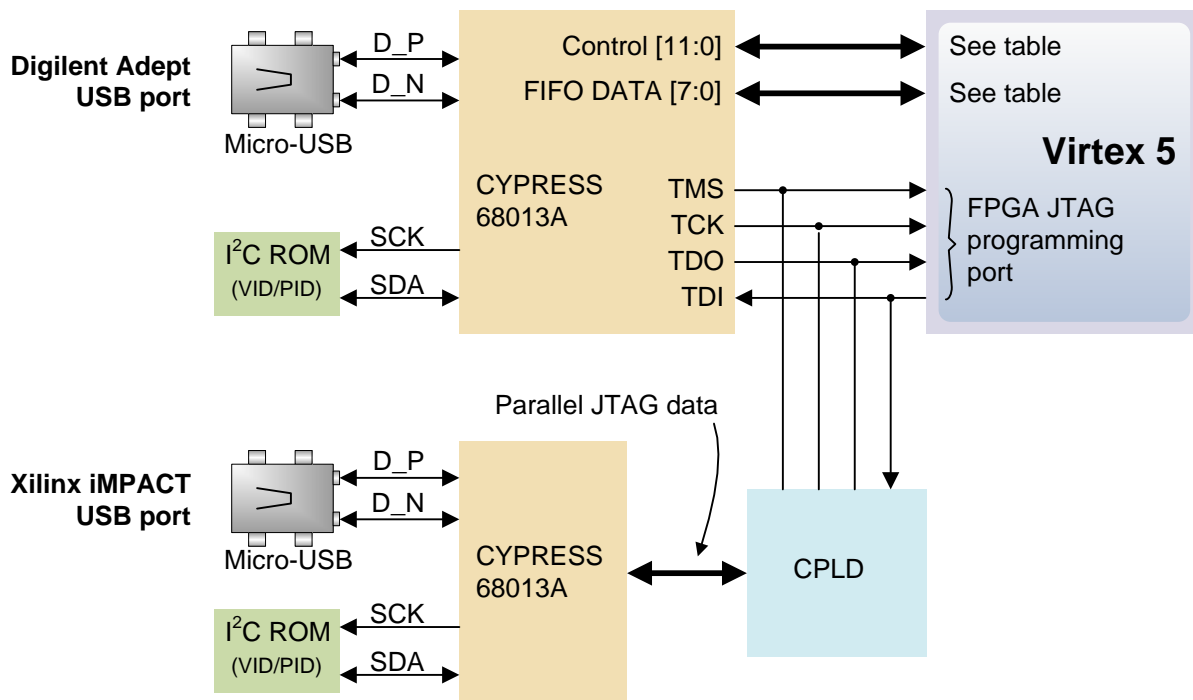 Digilent Adept
USB port
Micro-USB
D_P
D_N
Control [11:0]
FIFO DATA [7:0]
See table
See table
Virtex 5
CYPRESS
68013A
TMS
TCK
TDO
TDI
FPGA JTAG
programming
port
I2C ROM
(VID/PID)
SCK
SDA
Parallel JTAG data
Xilinx iMPACT
USB port
Micro-USB
D_P
D_N
CYPRESS
68013A
CPLD
I2C ROM
(VID/PID)
SCK
SDA